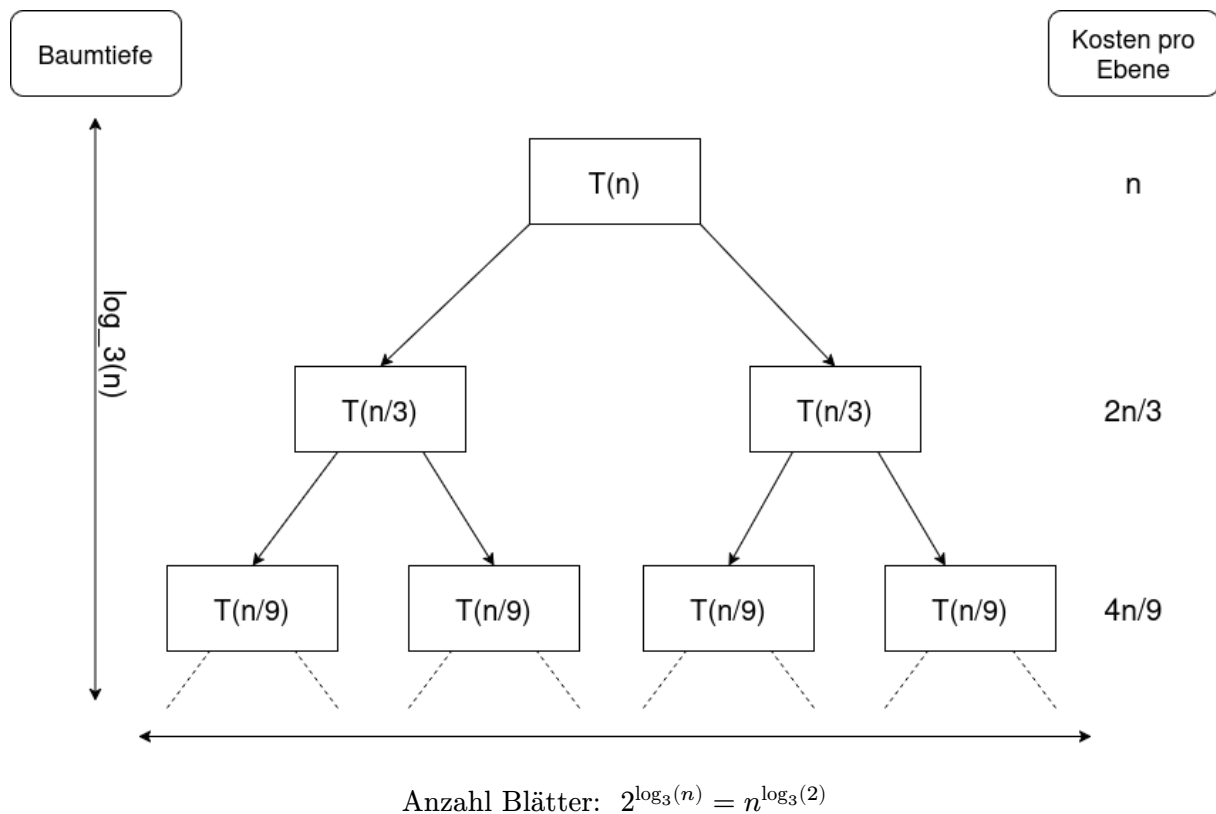 Baumtiefe
Kosten pro
Ebene
T(n)
n
log_3(n)
T(n/3)
T(n/3)
2n/3
T(n/9)
T(n/9)
T(n/9)
T(n/9)
4n/9
Anzahl Blätter: $2^{\log_3(n)} = n^{\log_3(2)}$